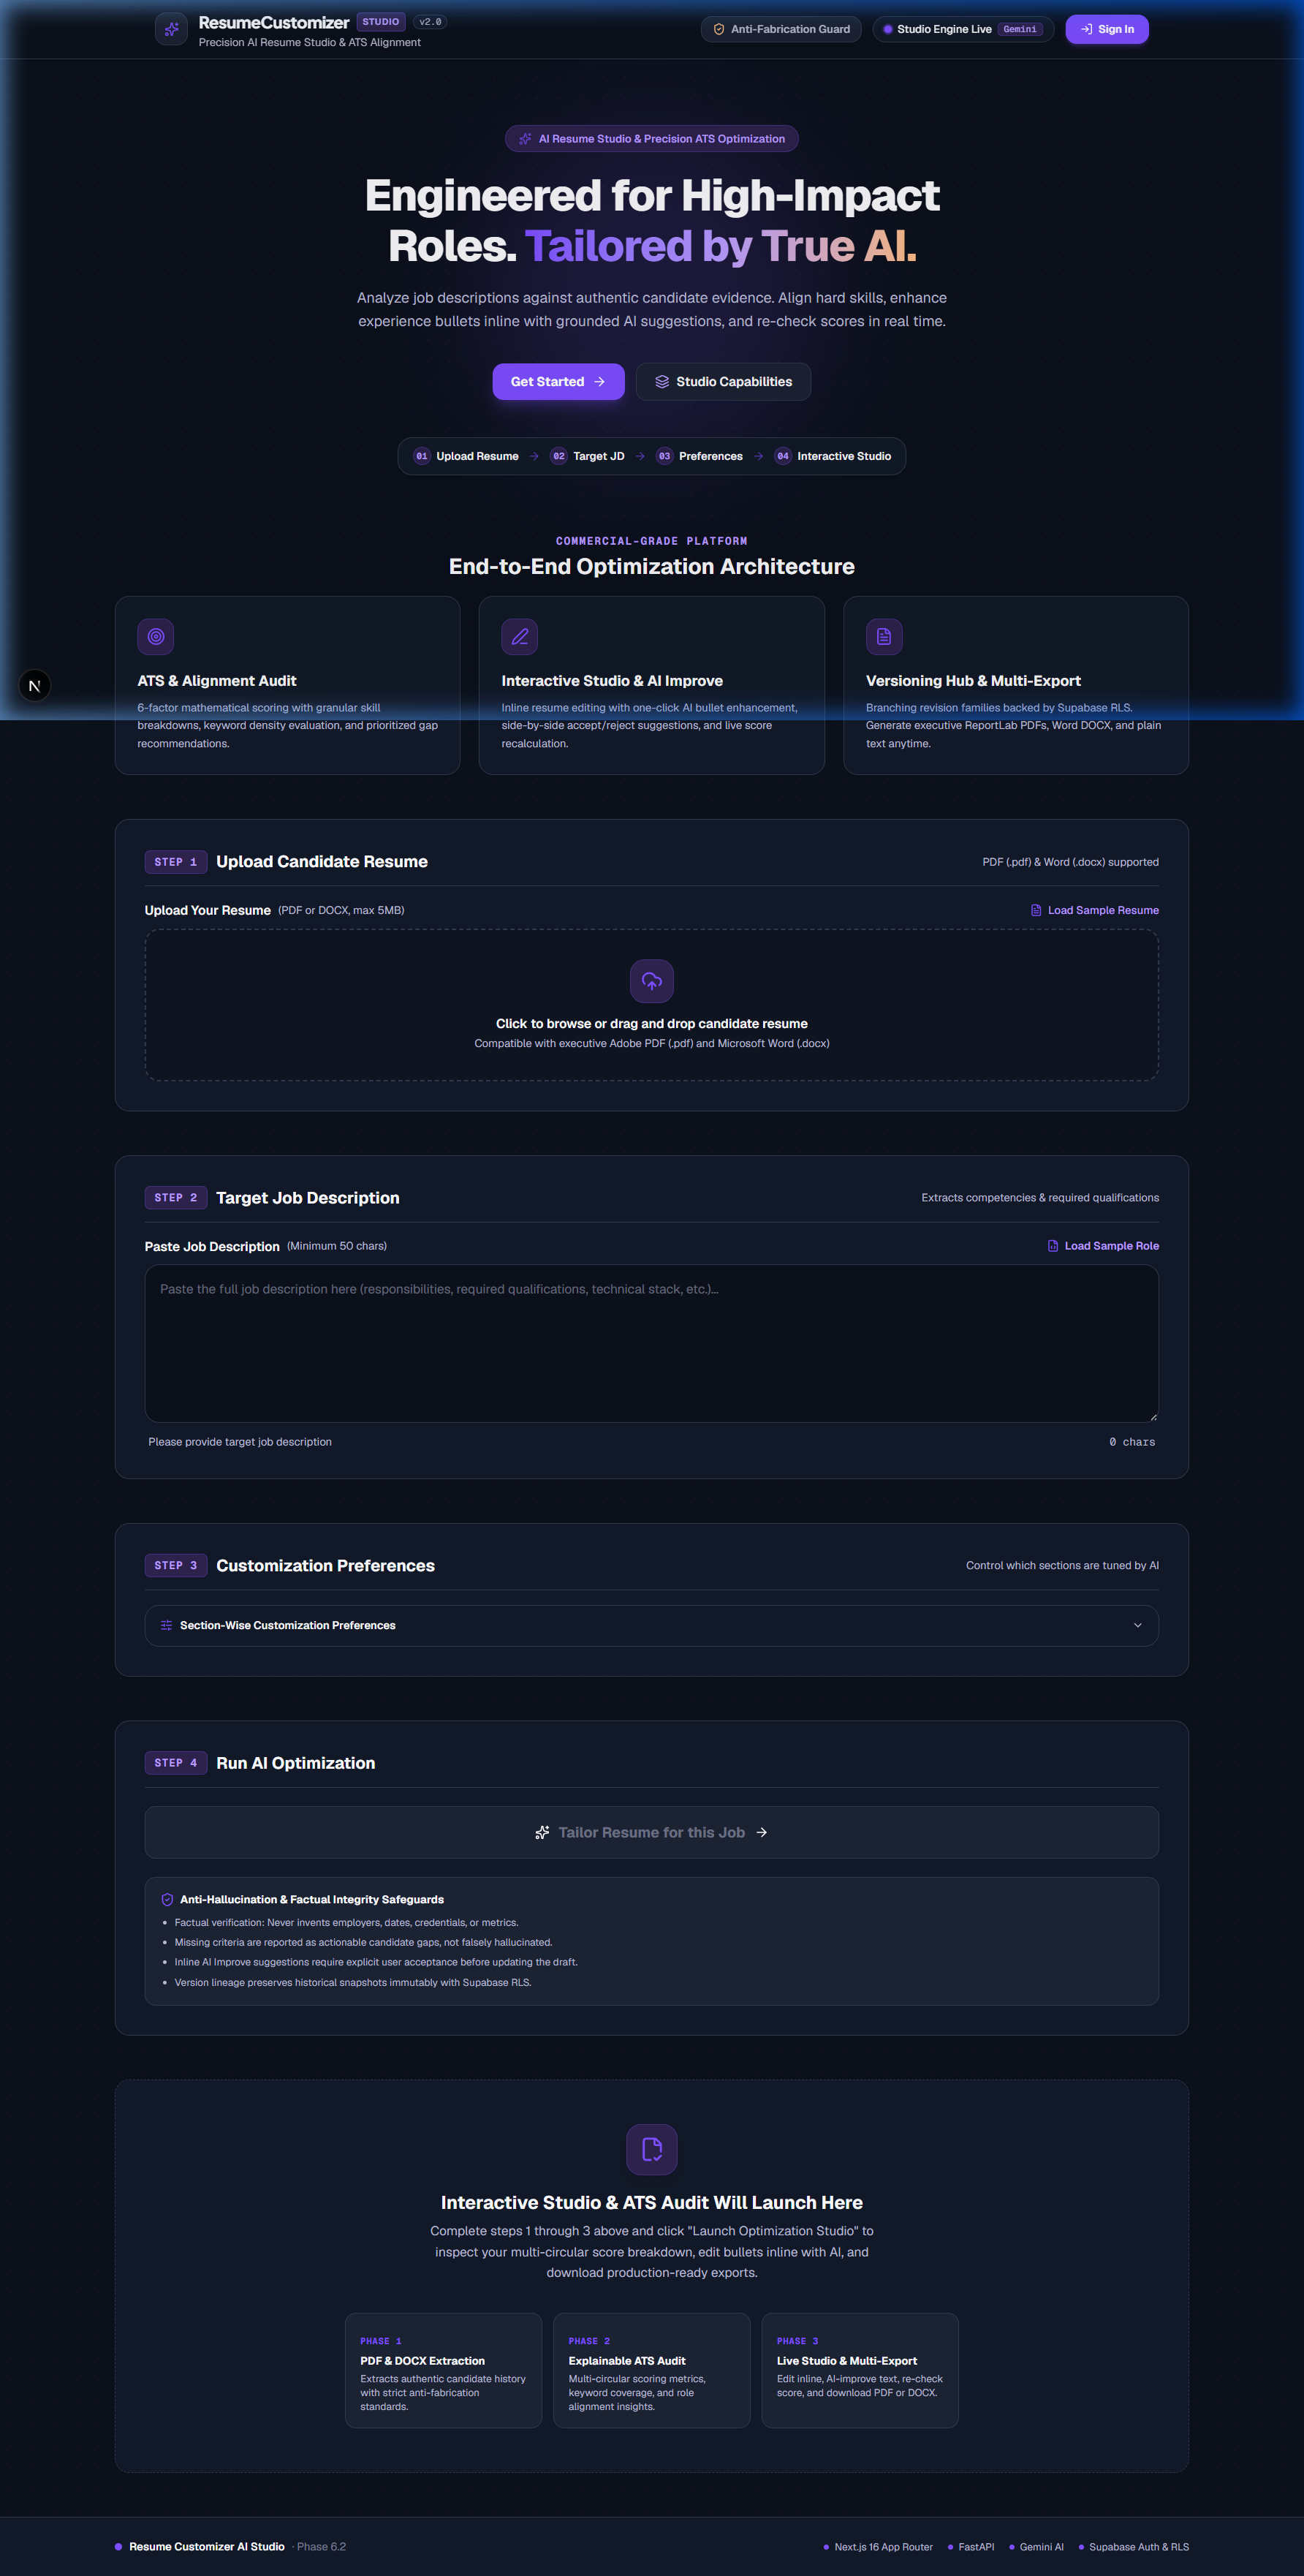 ResumeCustomizer STUDIO v2.0
Precision AI Resume Studio & ATS Alignment
Anti-Fabrication Guard
Studio Engine Live Gemini
Sign In
AI Resume Studio & Precision ATS Optimization
Engineered for High-Impact
Roles. Tailored by True AI.
Analyze job descriptions against authentic candidate evidence. Align hard skills, enhance
experience bullets inline with grounded AI suggestions, and re-check scores in real time.
Get Started
Studio Capabilities
01 Upload Resume 02 Target JD 03 Preferences 04 Interactive Studio
COMMERCIAL-GRADE PLATFORM
End-to-End Optimization Architecture
ATS & Alignment Audit
6-factor mathematical scoring with granular skill
breakdowns, keyword density evaluation, and prioritized gap
recommendations.
Interactive Studio & AI Improve
Inline resume editing with one-click AI bullet enhancement,
side-by-side accept/reject suggestions, and live score
recalculation.
Versioning Hub & Multi-Export
Branching revision families backed by Supabase RLS.
Generate executive ReportLab PDFs, Word DOCX, and plain
text anytime.
N
STEP 1 Upload Candidate Resume
PDF (.pdf) & Word (.docx) supported
Upload Your Resume (PDF or DOCX, max 5MB)
Load Sample Resume
Click to browse or drag and drop candidate resume
Compatible with executive Adobe PDF (.pdf) and Microsoft Word (.docx)
STEP 2 Target Job Description
Extracts competencies & required qualifications
Paste Job Description (Minimum 50 chars)
Load Sample Role
Paste the full job description here (responsibilities, required qualifications, technical stack, etc.)...
Please provide target job description
0 chars
STEP 3 Customization Preferences
Control which sections are tuned by AI
Section-Wise Customization Preferences
STEP 4 Run AI Optimization
Tailor Resume for this Job
Anti-Hallucination & Factual Integrity Safeguards
• Factual verification: Never invents employers, dates, credentials, or metrics.
• Missing criteria are reported as actionable candidate gaps, not falsely hallucinated.
• Inline AI Improve suggestions require explicit user acceptance before updating the draft.
• Version lineage preserves historical snapshots immutably with Supabase RLS.
Interactive Studio & ATS Audit Will Launch Here
Complete steps 1 through 3 above and click "Launch Optimization Studio" to
inspect your multi-circular score breakdown, edit bullets inline with AI, and
download production-ready exports.
PHASE 1
PDF & DOCX Extraction
Extracts authentic candidate history
with strict anti-fabrication
standards.
PHASE 2
Explainable ATS Audit
Multi-circular scoring metrics,
keyword coverage, and role
alignment insights.
PHASE 3
Live Studio & Multi-Export
Edit inline, AI-improve text, re-check
score, and download PDF or DOCX.
Resume Customizer AI Studio · Phase 6.2
Next.js 16 App Router • FastAPI • Gemini AI • Supabase Auth & RLS